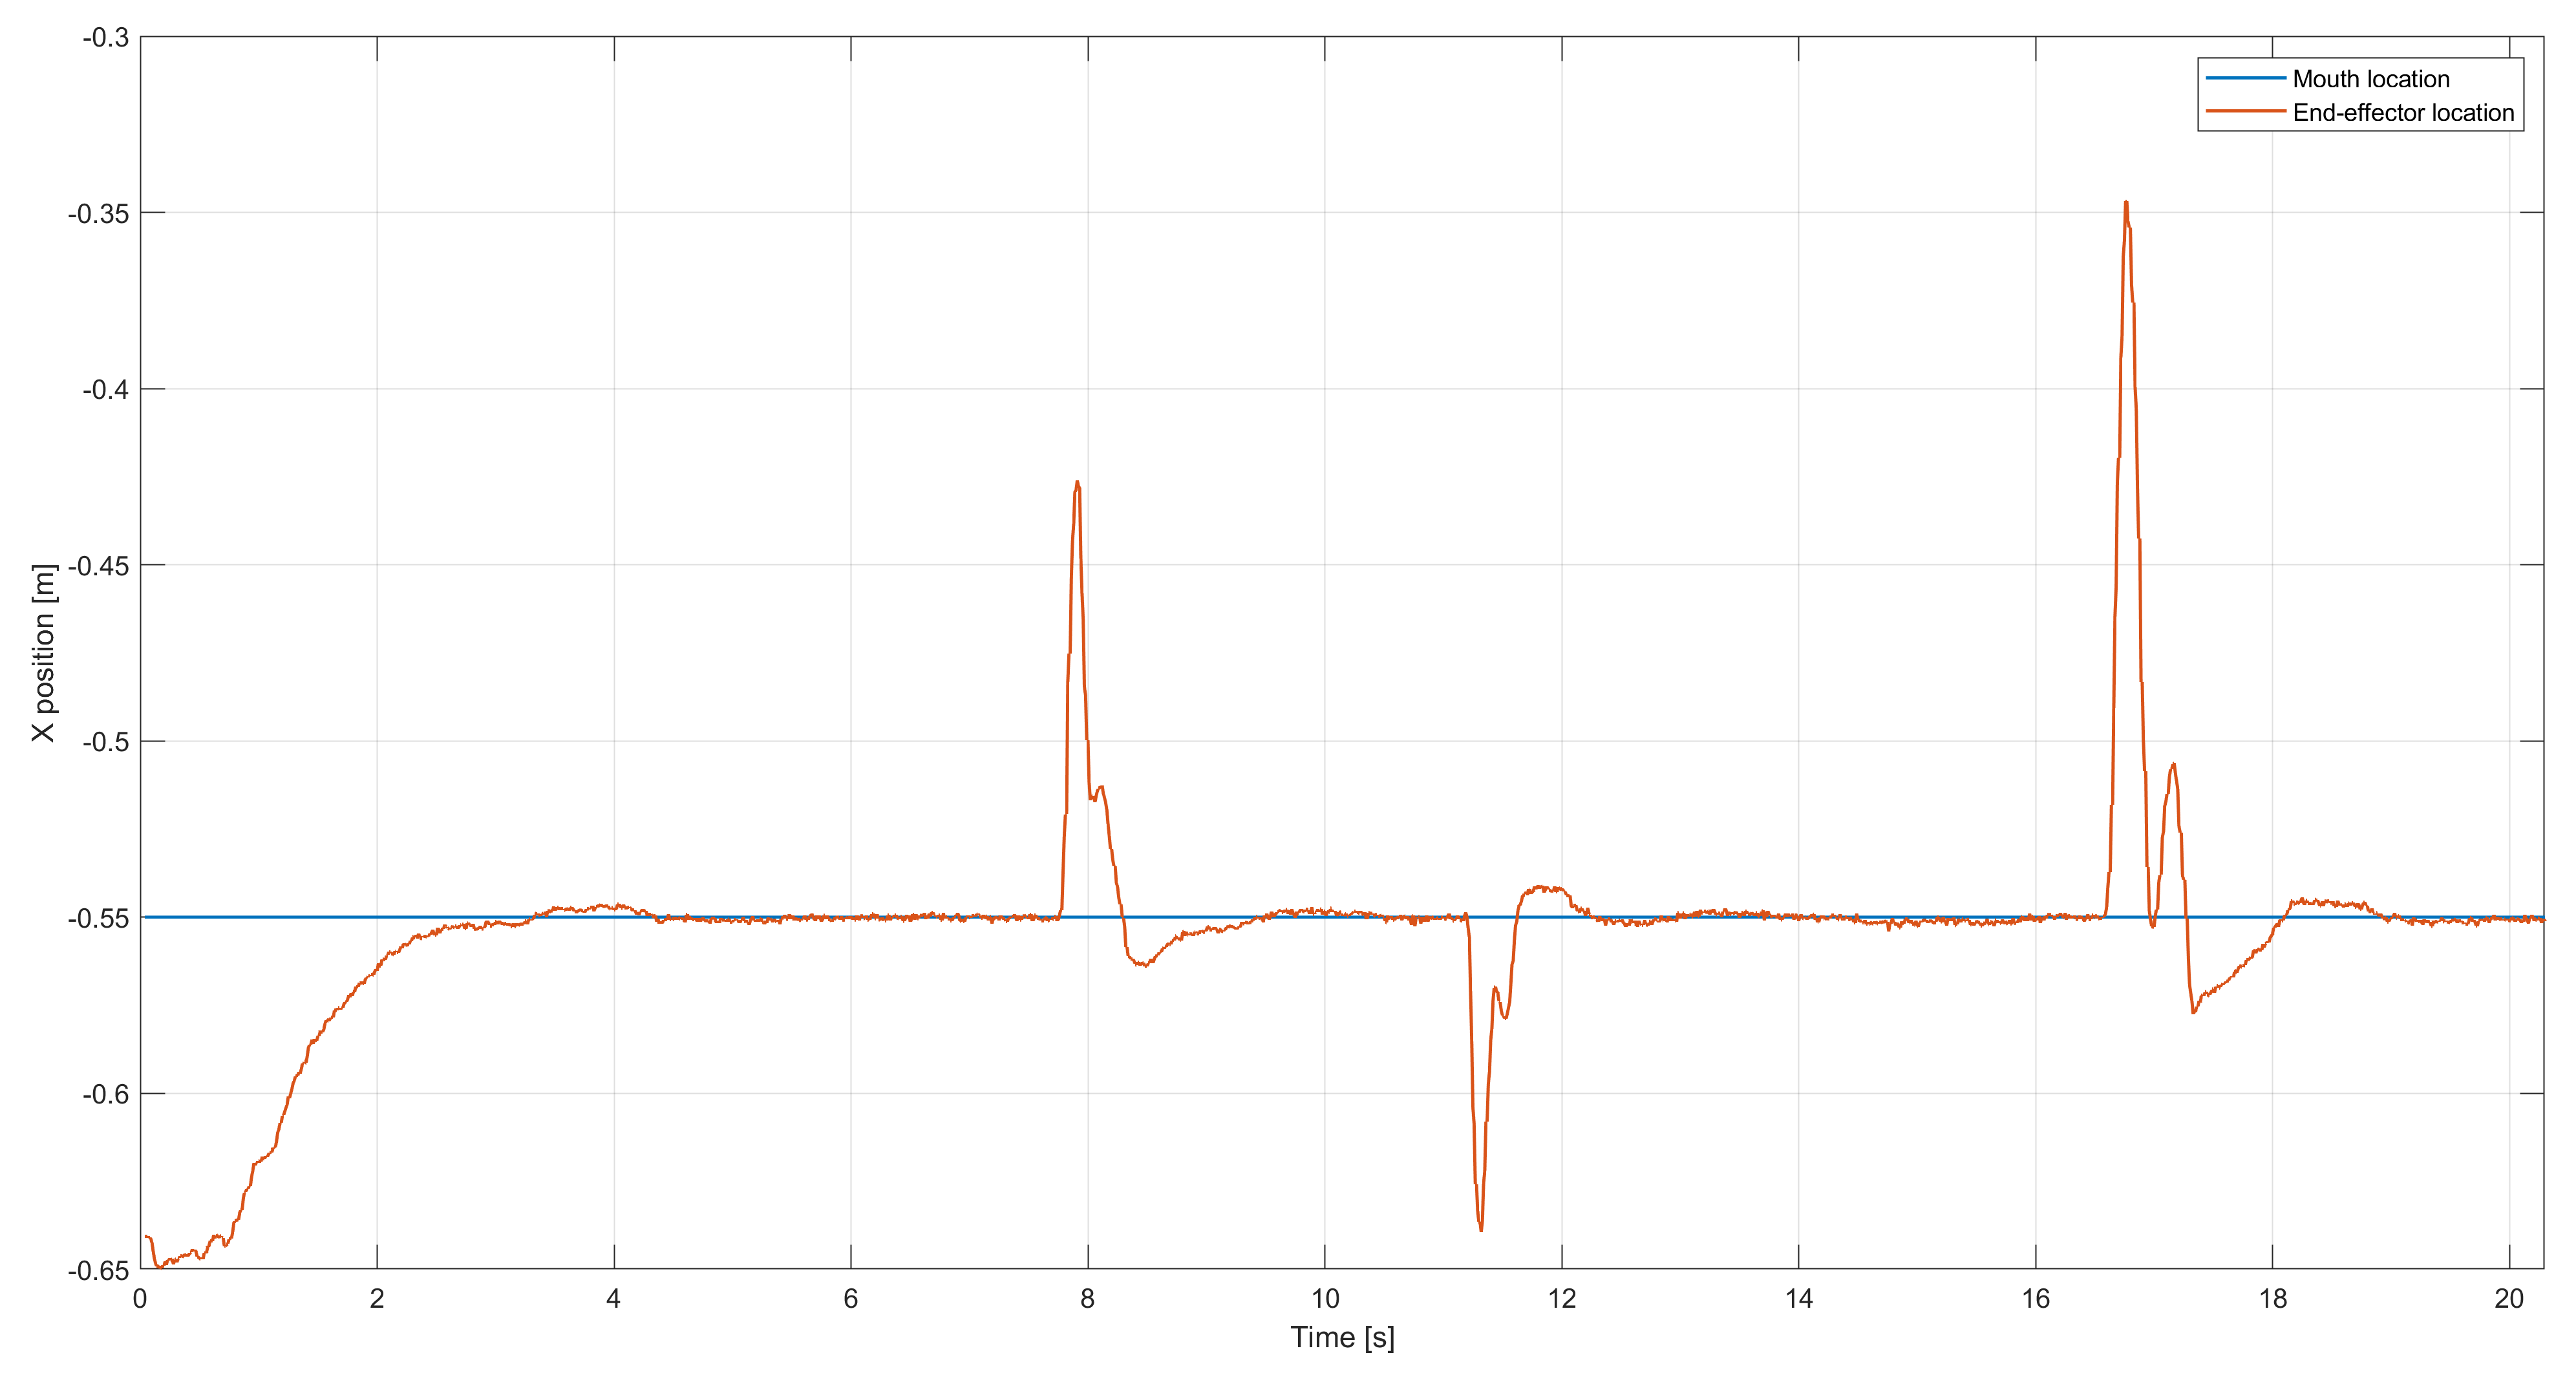 -0.3
-0.35
-0.4
-0.45
-0.5
-0.55
-0.6
-0.65
X position [m]
Mouth location
End-effector location
0 2 4 6 8 10 12 14 16 18 20
Time [s]